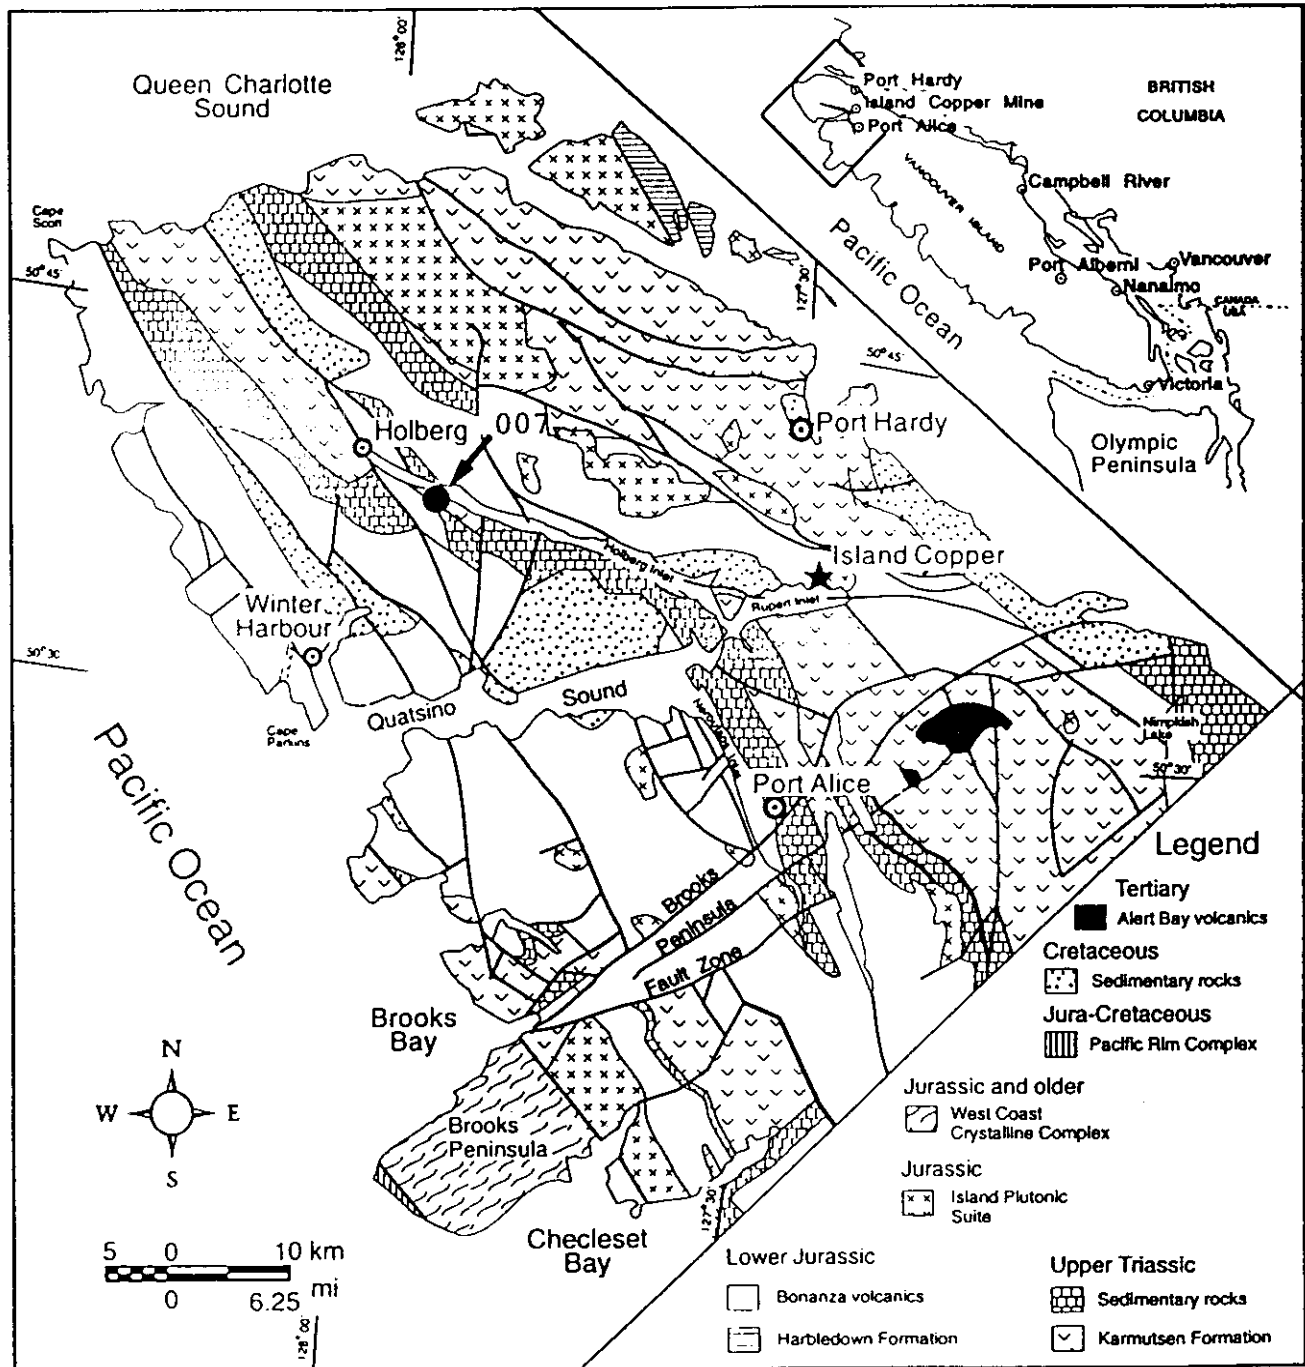 128°00'
Queen Charlotte
Sound
Port Hardy
Island Copper Mine
Port Alice
BRITISH
COLUMBIA
VANCOUVER ISLAND
Campbell River
Pacific Ocean
Port Alberni
Vancouver
Nanaimo
CANADA
USA
Victoria
Olympic
Peninsula
Cape
Scott
50°45'
127°30'
50°45'
Holberg
007
Port Hardy
Island Copper
Holberg Inlet
Rupert Inlet
Winter
Harbour
50°30'
Quatsino
Sound
Cape
Parkins
Neroutsos Inlet
Nimpkish
Lake
50°30'
Port Alice
Pacific Ocean
Brooks
Peninsula
Fault Zone
Brooks
Bay
Brooks
Peninsula
Checleset
Bay
127°30'
N
W
E
S
5 0 10 km
mi
0 6.25
128°00'
Legend
Tertiary
Alert Bay volcanics
Cretaceous
Sedimentary rocks
Jura-Cretaceous
Pacific Rim Complex
Jurassic and older
West Coast
Crystalline Complex
Jurassic
Island Plutonic
Suite
Lower Jurassic
Bonanza volcanics
Harbledown Formation
Upper Triassic
Sedimentary rocks
Karmutsen Formation